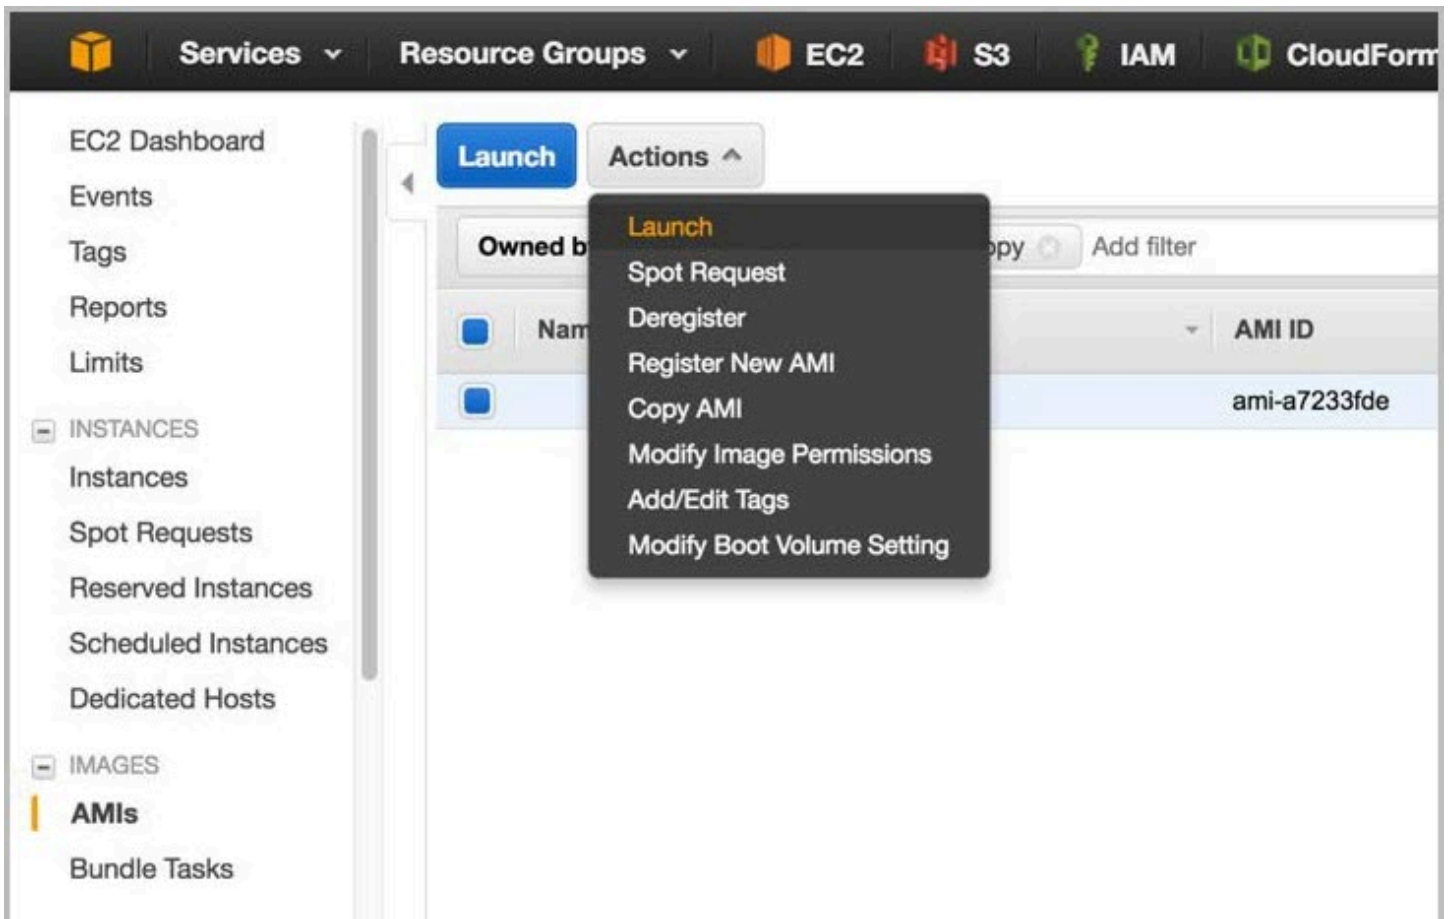 Services Resource Groups EC2 S3 IAM CloudForm
EC2 Dashboard
Events
Tags
Reports
Limits
INSTANCES
Instances
Spot Requests
Reserved Instances
Scheduled Instances
Dedicated Hosts
IMAGES
AMIs
Bundle Tasks
Launch Actions
Launch
Spot Request
Deregister
Register New AMI
Copy AMI
Modify Image Permissions
Add/Edit Tags
Modify Boot Volume Setting
Owned b opy Add filter
Nam AMI ID
ami-a7233fde